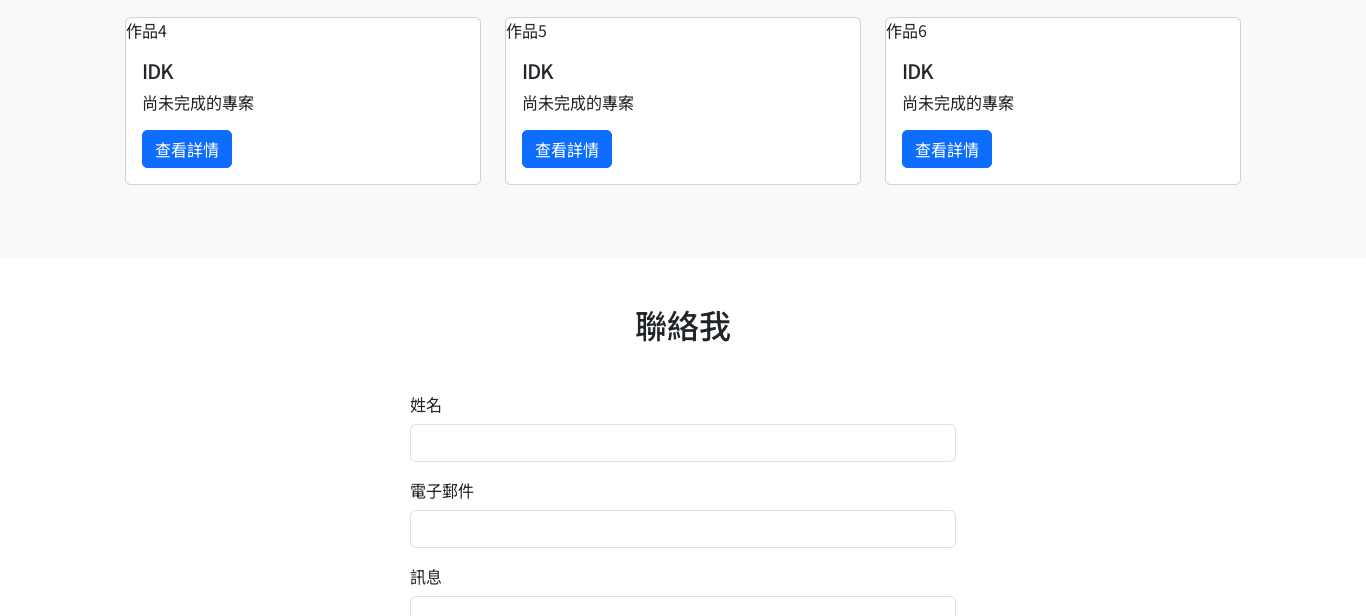 作品4
IDK
尚未完成的專案
查看詳情
作品5
IDK
尚未完成的專案
查看詳情
作品6
IDK
尚未完成的專案
查看詳情
聯絡我
姓名
電子郵件
訊息